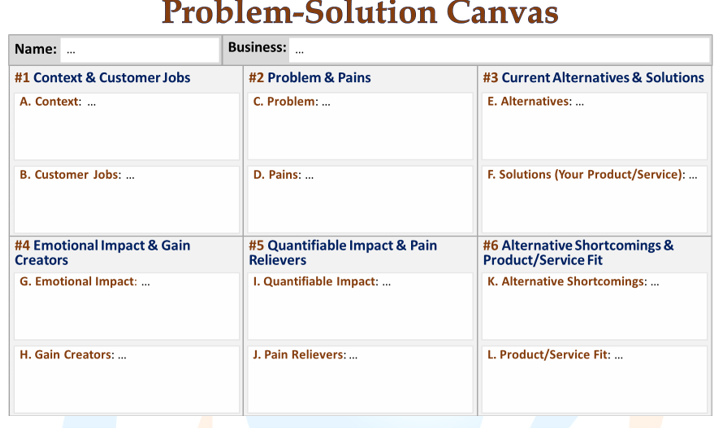 Problem-Solution Canvas
Name: ...
Business: ...
#1 Context & Customer Jobs
A. Context: ...
B. Customer Jobs: ...
#2 Problem & Pains
C. Problem: ...
D. Pains: ...
#3 Current Alternatives & Solutions
E. Alternatives: ...
F. Solutions (Your Product/Service): ...
#4 Emotional Impact & Gain
Creators
G. Emotional Impact: ...
H. Gain Creators: ...
#5 Quantifiable Impact & Pain
Relievers
I. Quantifiable Impact: ...
J. Pain Relievers: ...
#6 Alternative Shortcomings &
Product/Service Fit
K. Alternative Shortcomings: ...
L. Product/Service Fit: ...